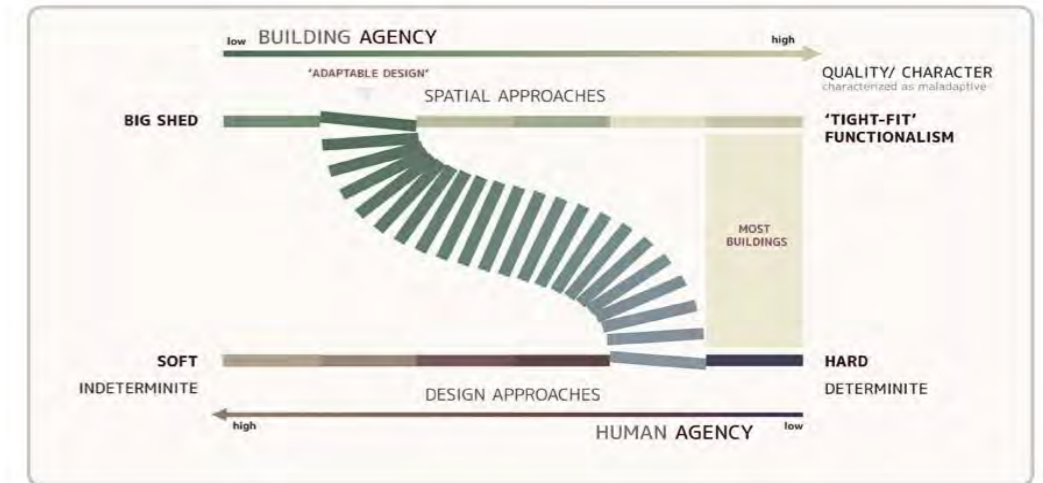 low BUILDING AGENCY high
'ADAPTABLE DESIGN'
QUALITY/ CHARACTER
characterized as maladaptive
SPATIAL APPROACHES
BIG SHED
'TIGHT-FIT'
FUNCTIONALISM
MOST
BUILDINGS
SOFT
HARD
INDETERMINITE
DETERMINITE
DESIGN APPROACHES
high
HUMAN AGENCY low